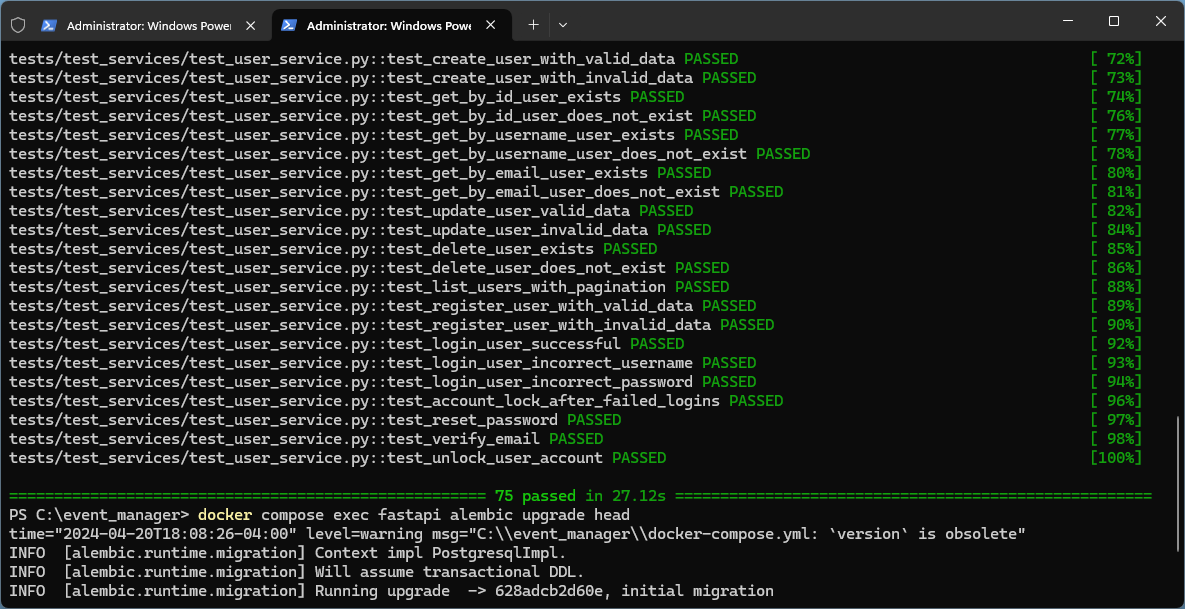 Administrator: Windows Power
Administrator: Windows Powe
tests/test_services/test_user_service.py::test_create_user_with_valid_data PASSED [ 72%]
tests/test_services/test_user_service.py::test_create_user_with_invalid_data PASSED [ 73%]
tests/test_services/test_user_service.py::test_get_by_id_user_exists PASSED [ 74%]
tests/test_services/test_user_service.py::test_get_by_id_user_does_not_exist PASSED [ 76%]
tests/test_services/test_user_service.py::test_get_by_username_user_exists PASSED [ 77%]
tests/test_services/test_user_service.py::test_get_by_username_user_does_not_exist PASSED [ 78%]
tests/test_services/test_user_service.py::test_get_by_email_user_exists PASSED [ 80%]
tests/test_services/test_user_service.py::test_get_by_email_user_does_not_exist PASSED [ 81%]
tests/test_services/test_user_service.py::test_update_user_valid_data PASSED [ 82%]
tests/test_services/test_user_service.py::test_update_user_invalid_data PASSED [ 84%]
tests/test_services/test_user_service.py::test_delete_user_exists PASSED [ 85%]
tests/test_services/test_user_service.py::test_delete_user_does_not_exist PASSED [ 86%]
tests/test_services/test_user_service.py::test_list_users_with_pagination PASSED [ 88%]
tests/test_services/test_user_service.py::test_register_user_with_valid_data PASSED [ 89%]
tests/test_services/test_user_service.py::test_register_user_with_invalid_data PASSED [ 90%]
tests/test_services/test_user_service.py::test_login_user_successful PASSED [ 92%]
tests/test_services/test_user_service.py::test_login_user_incorrect_username PASSED [ 93%]
tests/test_services/test_user_service.py::test_login_user_incorrect_password PASSED [ 94%]
tests/test_services/test_user_service.py::test_account_lock_after_failed_logins PASSED [ 96%]
tests/test_services/test_user_service.py::test_reset_password PASSED [ 97%]
tests/test_services/test_user_service.py::test_verify_email PASSED [ 98%]
tests/test_services/test_user_service.py::test_unlock_user_account PASSED [100%]
===================================================== 75 passed in 27.12s =====================================================
PS C:\event_manager> docker compose exec fastapi alembic upgrade head
time="2024-04-20T18:08:26-04:00" level=warning msg="C:\\event_manager\\docker-compose.yml: `version` is obsolete"
INFO  [alembic.runtime.migration] Context impl PostgresqlImpl.
INFO  [alembic.runtime.migration] Will assume transactional DDL.
INFO  [alembic.runtime.migration] Running upgrade  -> 628adcb2d60e, initial migration